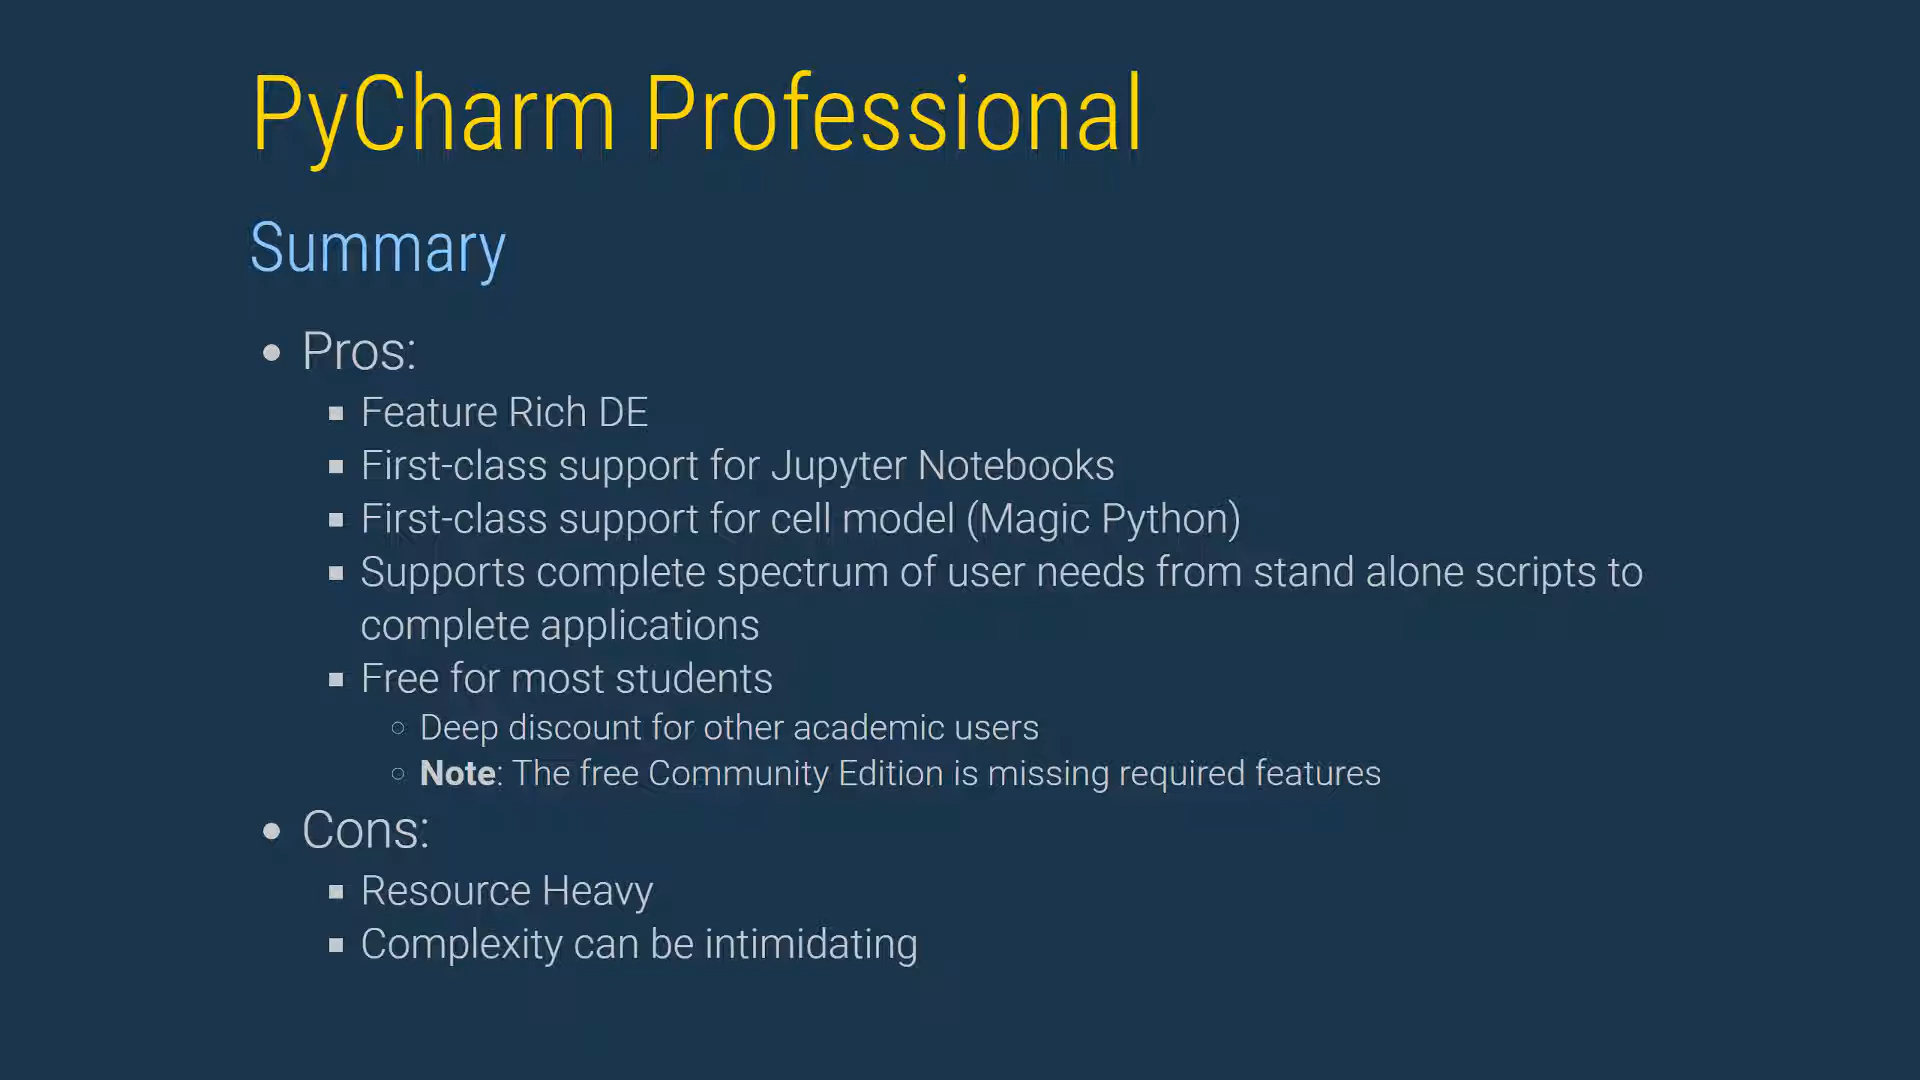 PyCharm Professional
Summary
Pros:
Feature Rich DE
First-class support for Jupyter Notebooks
First-class support for cell model (Magic Python)
Supports complete spectrum of user needs from stand alone scripts to
complete applications
Free for most students
Deep discount for other academic users
Note: The free Community Edition is missing required features
Cons:
Resource Heavy
Complexity can be intimidating